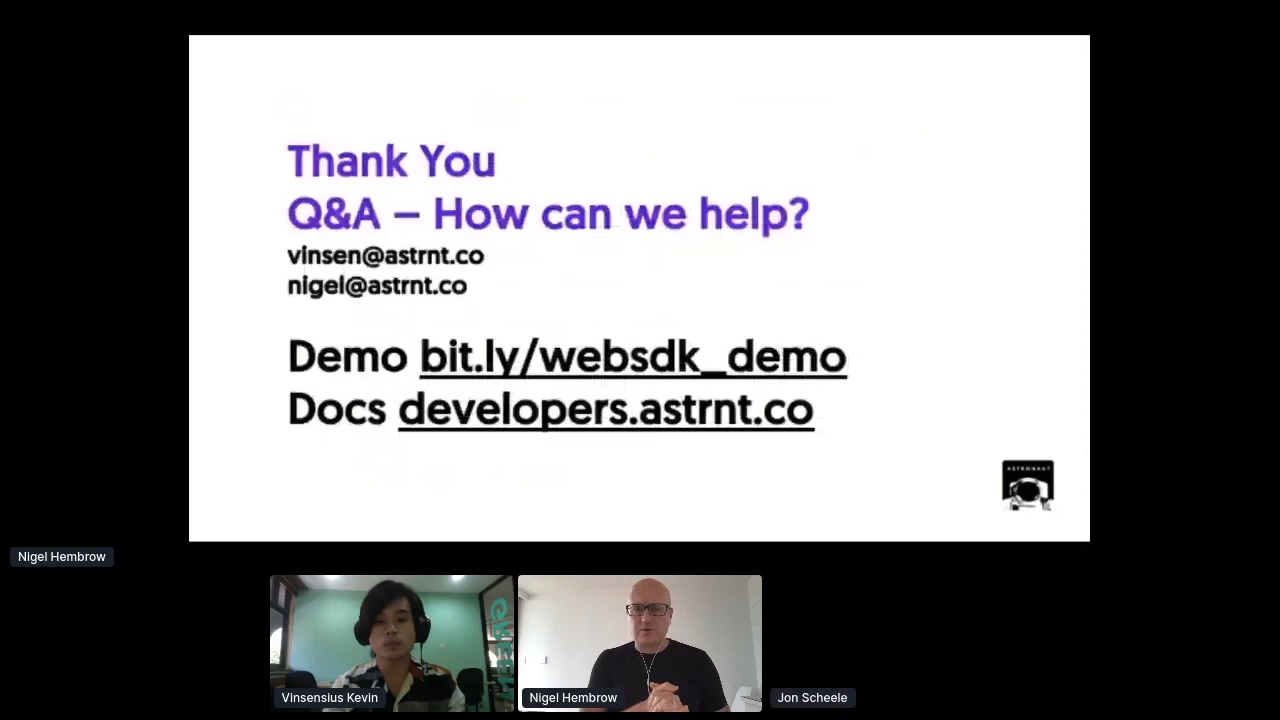 Thank You
Q&A – How can we help?
vinsen@astrnt.co
nigel@astrnt.co
Demo bit.ly/websdk_demo
Docs developers.astrnt.co
ASTRONAUT
Nigel Hembrow
Vinsensius Kevin
Nigel Hembrow
Jon Scheele